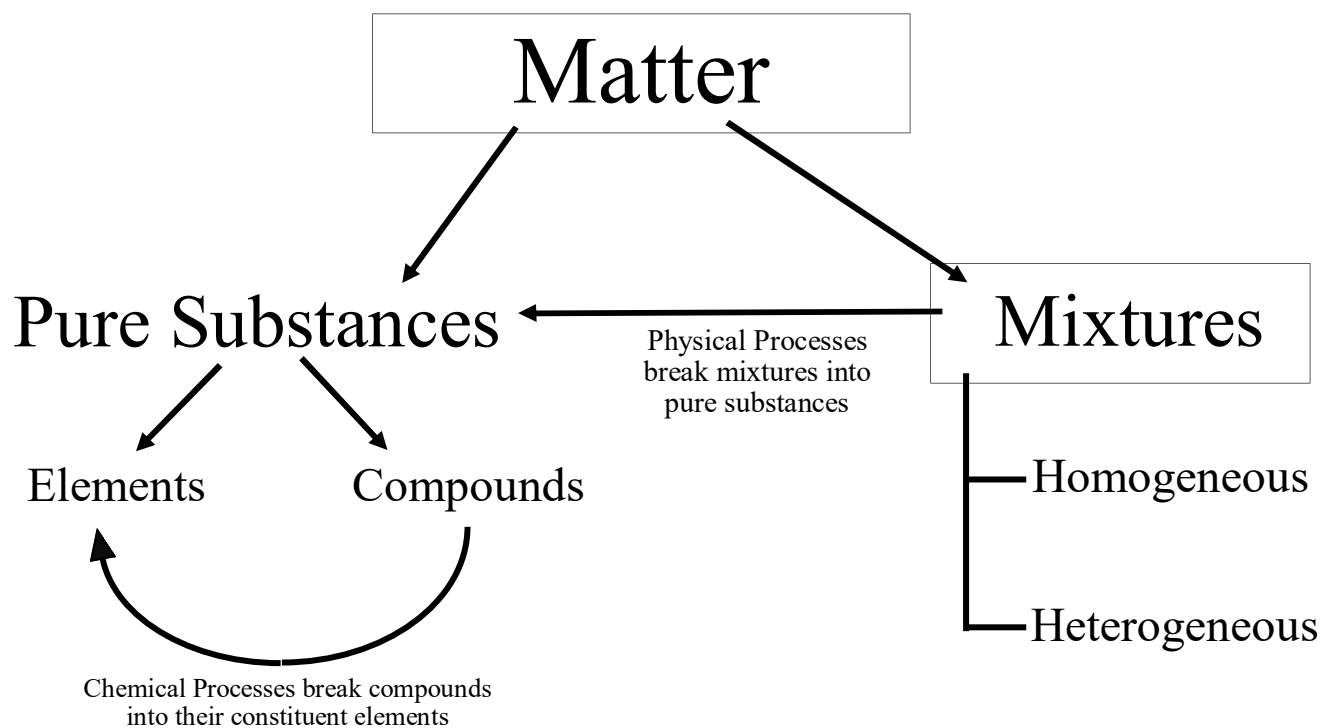 Matter
Pure Substances
Mixtures
Physical Processes
break mixtures into
pure substances
Elements
Compounds
Homogeneous
Heterogeneous
Chemical Processes break compounds
into their constituent elements